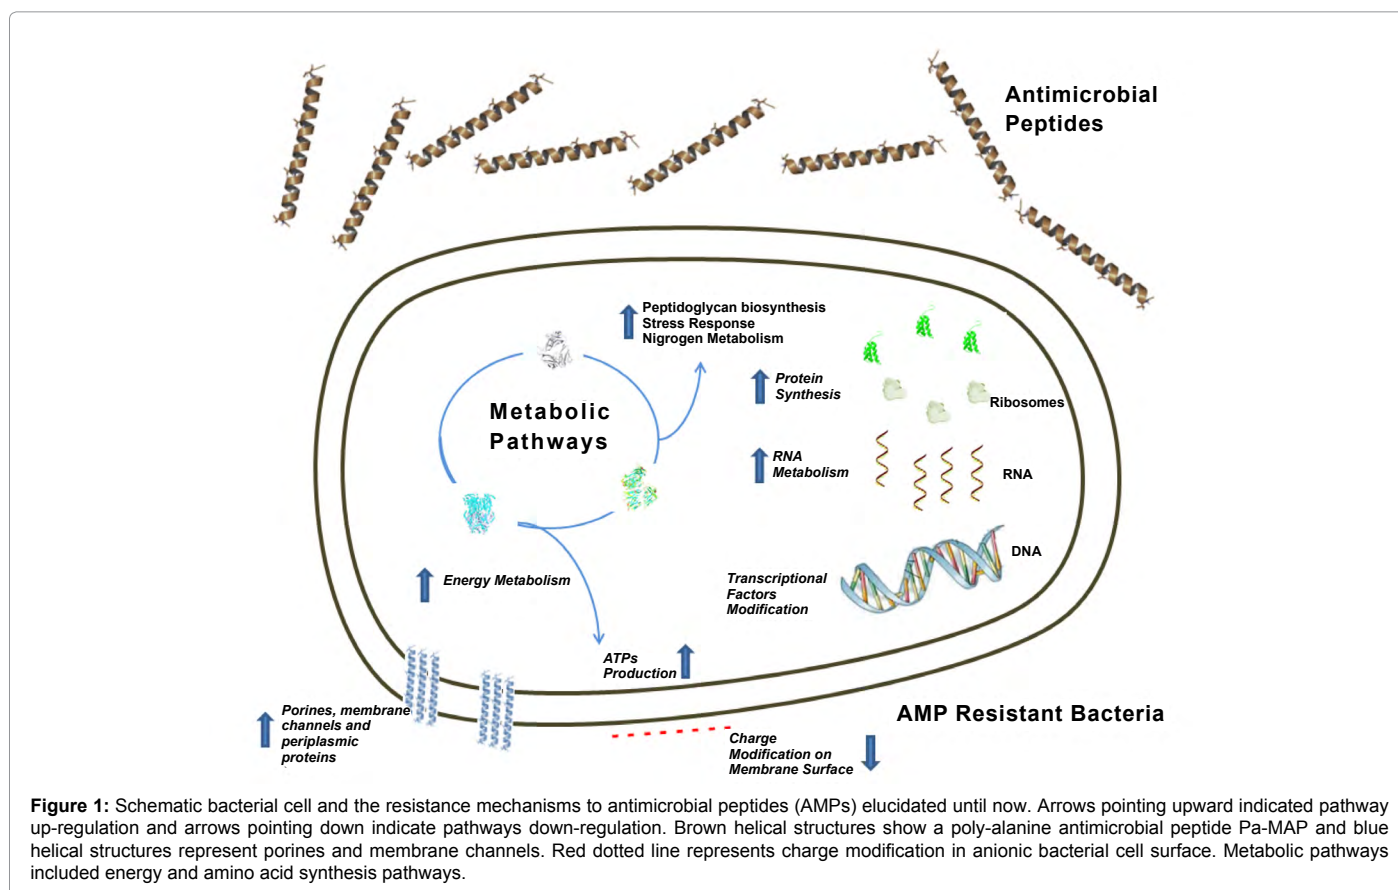 Antimicrobial
Peptides
Peptidoglycan biosynthesis
Stress Response
Nigrogen Metabolism
Protein
Synthesis
Metabolic
Pathways
Ribosomes
RNA
Metabolism
RNA
DNA
Energy Metabolism
Transcriptional
Factors
Modification
ATPs
Production
Porines, membrane
channels and
periplasmic
proteins
AMP Resistant Bacteria
Charge
Modification on
Membrane Surface
Figure 1: Schematic bacterial cell and the resistance mechanisms to antimicrobial peptides (AMPs) elucidated until now. Arrows pointing upward indicated pathway
up-regulation and arrows pointing down indicate pathways down-regulation. Brown helical structures show a poly-alanine antimicrobial peptide Pa-MAP and blue
helical structures represent porines and membrane channels. Red dotted line represents charge modification in anionic bacterial cell surface. Metabolic pathways
included energy and amino acid synthesis pathways.